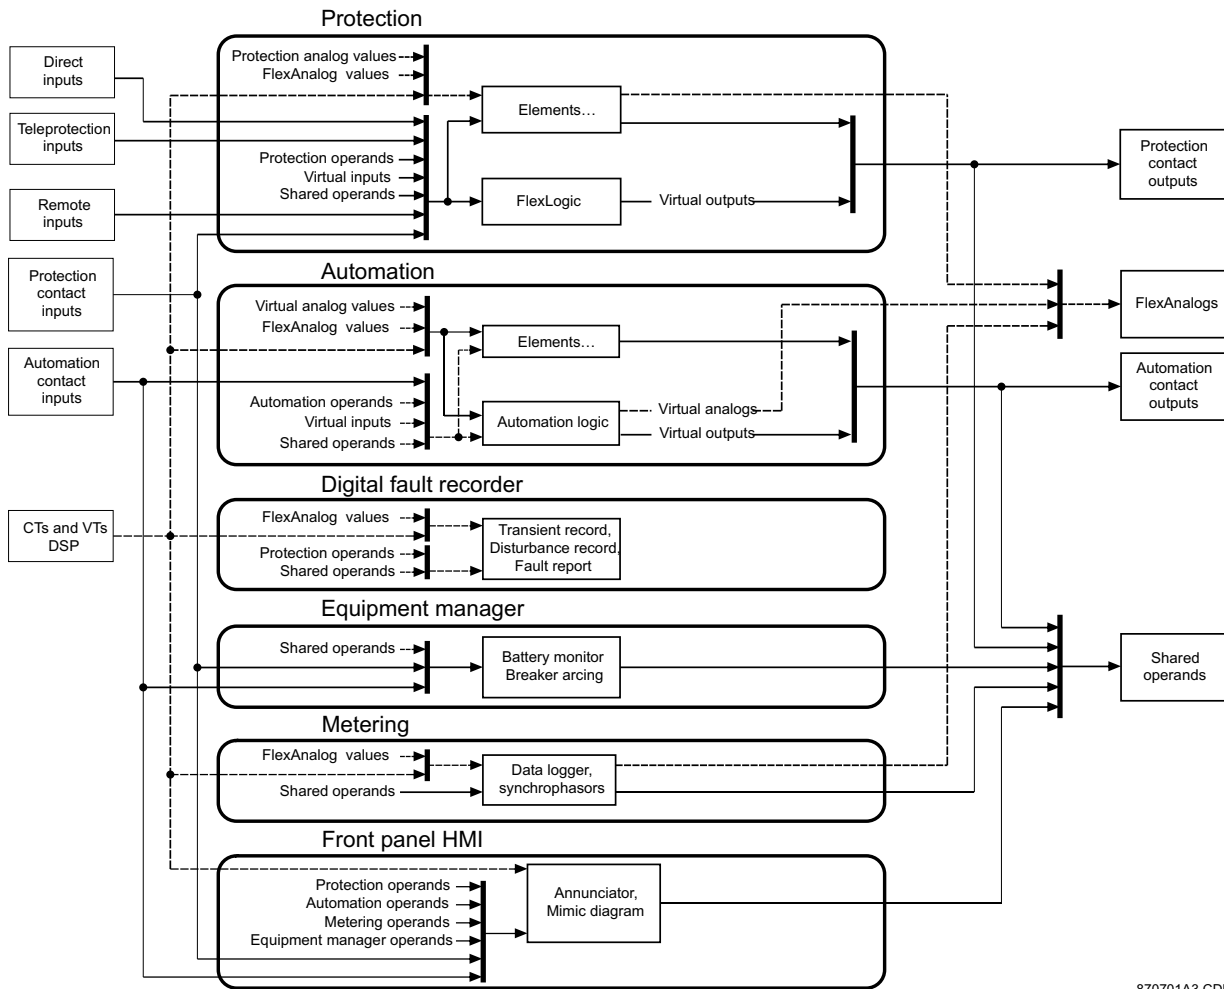 Protection
Direct
inputs
Protection analog values
FlexAnalog values
Elements…
Teleprotection
inputs
Protection operands
Virtual inputs
Shared operands
FlexLogic
Virtual outputs
Protection
contact
outputs
Remote
inputs
Protection
contact
inputs
Automation
Virtual analog values
FlexAnalog values
Elements…
FlexAnalogs
Automation
contact
inputs
Automation operands
Virtual inputs
Shared operands
Automation logic
Virtual analogs
Virtual outputs
Automation
contact
outputs
Digital fault recorder
CTs and VTs
DSP
FlexAnalog values
Protection operands
Shared operands
Transient record,
Disturbance record,
Fault report
Equipment manager
Shared operands
Battery monitor
Breaker arcing
Shared
operands
Metering
FlexAnalog values
Shared operands
Data logger,
synchrophasors
Front panel HMI
Protection operands
Automation operands
Metering operands
Equipment manager operands
Annunciator,
Mimic diagram